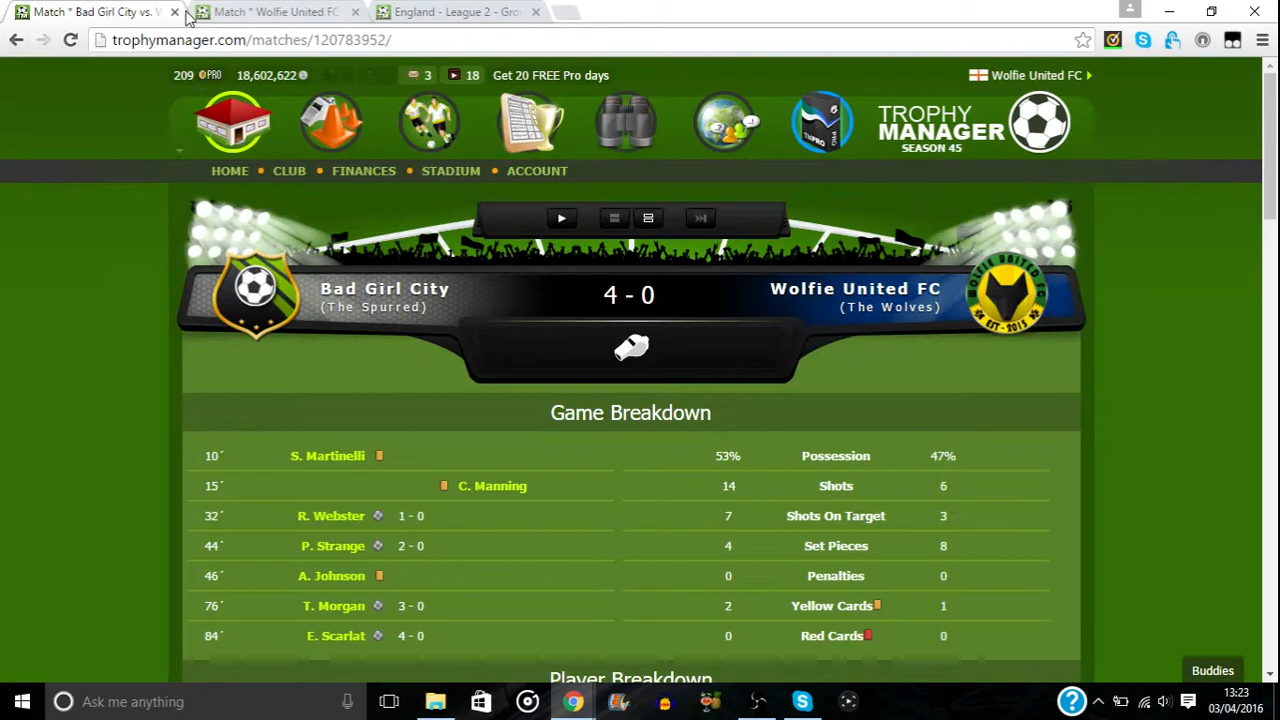 Match * Bad Girl City vs. W
Match * Wolfie United FC
England - League 2 - Gro
trophymanager.com/matches/120783952/
209 PRO 18,602,622 3 18 Get 20 FREE Pro days
Wolfie United FC
TROPHY
MANAGER
SEASON 45
HOME CLUB FINANCES STADIUM ACCOUNT
Bad Girl City
(The Spurred)
4 - 0
Wolfie United FC
(The Wolves)
WOLFIE UNITED FC
EST - 2015
Game Breakdown
10´ S. Martinelli 53% Possession 47%
15´ C. Manning 14 Shots 6
32´ R. Webster 1 - 0 7 Shots On Target 3
44´ P. Strange 2 - 0 4 Set Pieces 8
46´ A. Johnson 0 Penalties 0
76´ T. Morgan 3 - 0 2 Yellow Cards 1
84´ E. Scarlat 4 - 0 0 Red Cards 0
Player Breakdown
Buddies
Ask me anything
13:23
03/04/2016